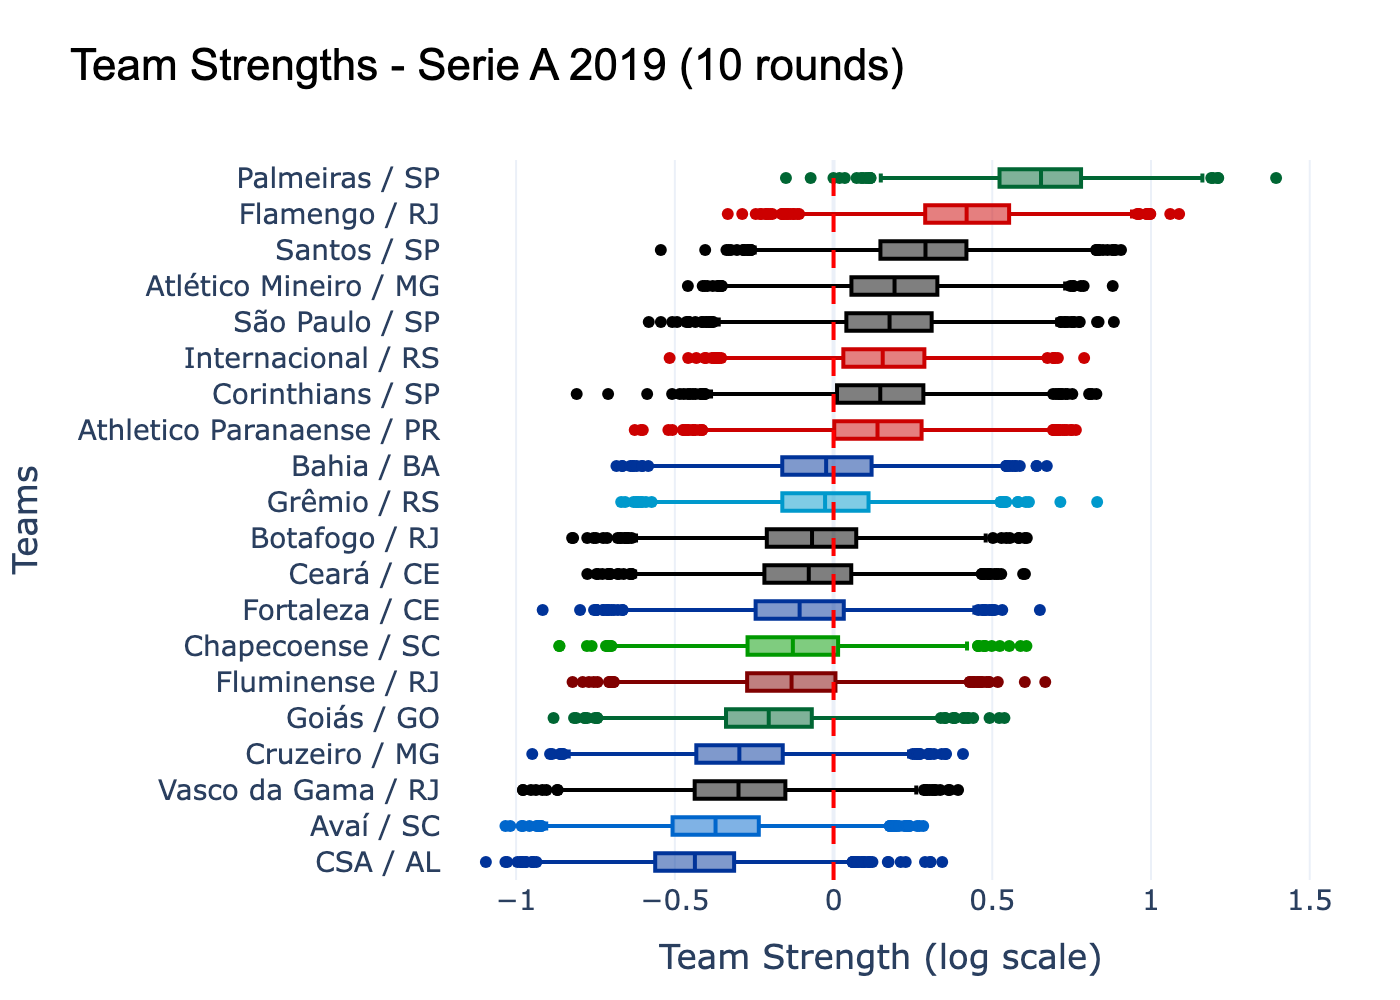 Team Strengths - Serie A 2019 (10 rounds)
Palmeiras / SP
Flamengo / RJ
Santos / SP
Atlético Mineiro / MG
São Paulo / SP
Internacional / RS
Corinthians / SP
Athletico Paranaense / PR
Bahia / BA
Grêmio / RS
Botafogo / RJ
Ceará / CE
Fortaleza / CE
Chapecoense / SC
Fluminense / RJ
Goiás / GO
Cruzeiro / MG
Vasco da Gama / RJ
Avaí / SC
CSA / AL
Teams
−1 −0.5 0 0.5 1 1.5
Team Strength (log scale)